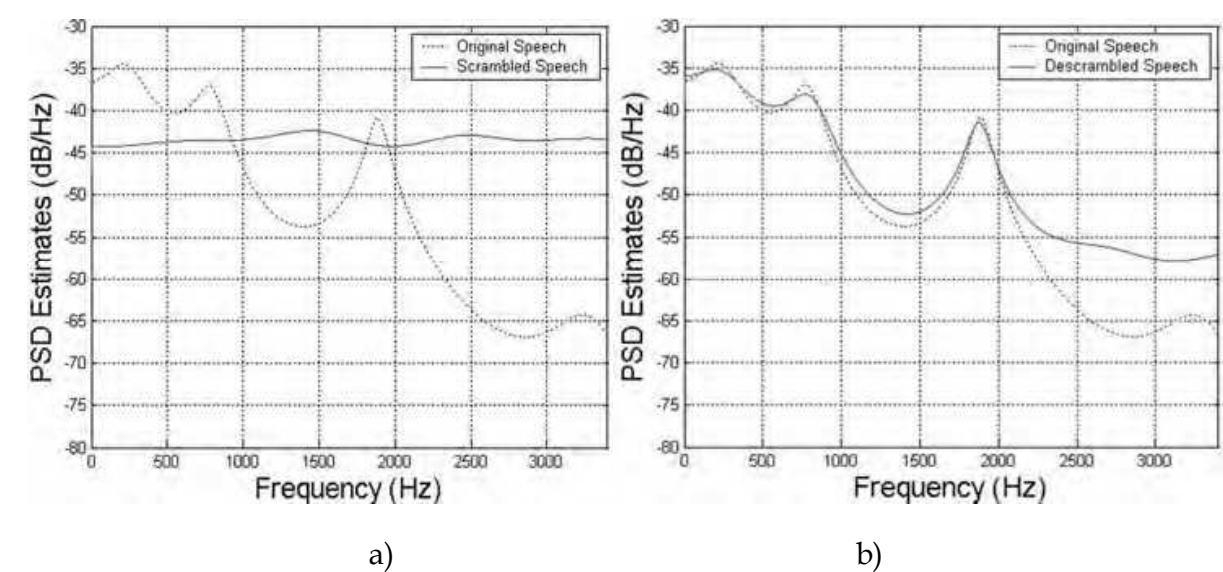 -30
-35
-40
-45
-50
-55
-60
-65
-70
-75
-80
PSD Estimates (dB/Hz)
Original Speech
Scrambled Speech
0 500 1000 1500 2000 2500 3000
Frequency (Hz)
a)
-30
-35
-40
-45
-50
-55
-60
-65
-70
-75
-80
PSD Estimates (dB/Hz)
Original Speech
Descrambled Speech
0 500 1000 1500 2000 2500 3000
Frequency (Hz)
b)